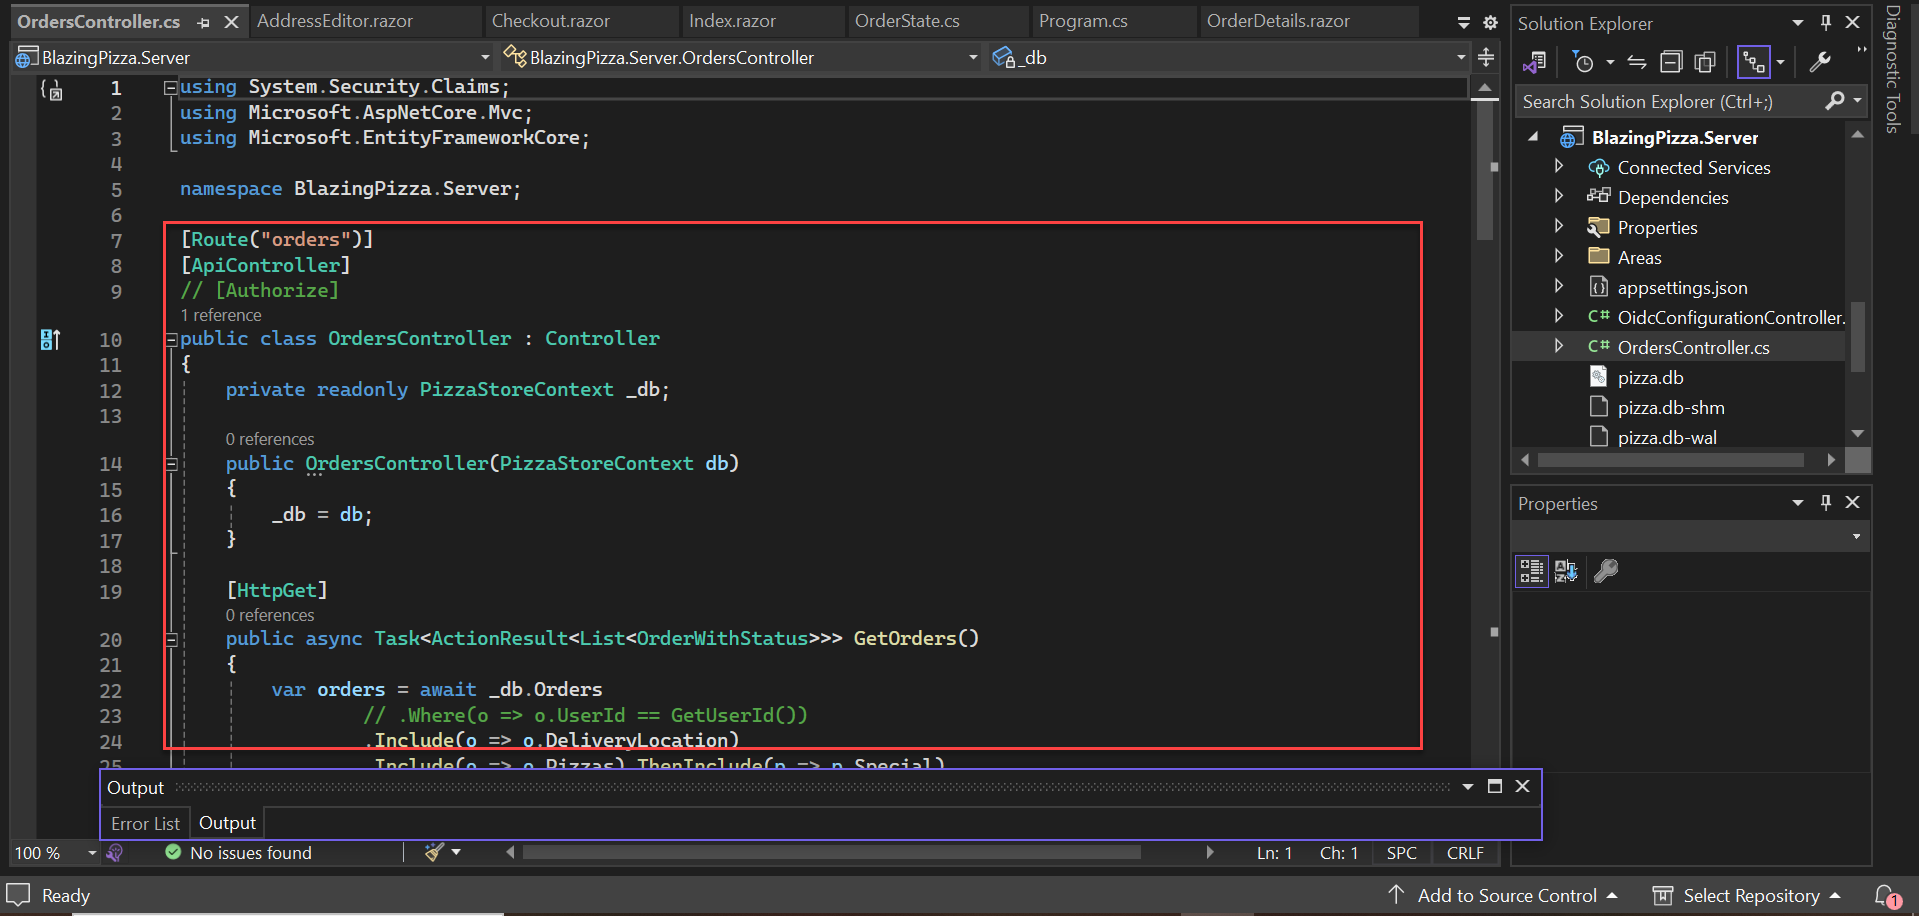 OrdersController.cs
AddressEditor.razor
Checkout.razor
Index.razor
OrderState.cs
Program.cs
OrderDetails.razor
BlazingPizza.Server
BlazingPizza.Server.OrdersController
_db
1 using System.Security.Claims;
2 using Microsoft.AspNetCore.Mvc;
3 using Microsoft.EntityFrameworkCore;
4
5 namespace BlazingPizza.Server;
6
7 [Route("orders")]
8 [ApiController]
9 // [Authorize]
1 reference
10 public class OrdersController : Controller
11 {
12 private readonly PizzaStoreContext _db;
13
0 references
14 public OrdersController(PizzaStoreContext db)
15 {
16 _db = db;
17 }
18
19 [HttpGet]
0 references
20 public async Task<ActionResult<List<OrderWithStatus>>> GetOrders()
21 {
22 var orders = await _db.Orders
23 // .Where(o => o.UserId == GetUserId())
24 .Include(o => o.DeliveryLocation)
25 .Include(o => o.Pizzas).ThenInclude(p => p.Special)
Output
Error List
Output
100 %
No issues found
Ln: 1
Ch: 1
SPC
CRLF
Solution Explorer
Search Solution Explorer (Ctrl+;)
BlazingPizza.Server
Connected Services
Dependencies
Properties
Areas
appsettings.json
C# OidcConfigurationController.
C# OrdersController.cs
pizza.db
pizza.db-shm
pizza.db-wal
Properties
Diagnostic Tools
Ready
Add to Source Control
Select Repository
1